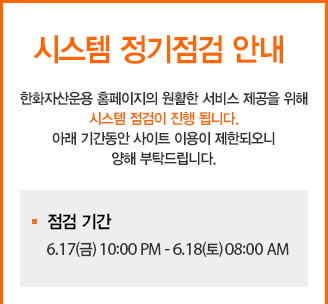 시스템 정기점검 안내
한화자산운용 홈페이지의 원활한 서비스 제공을 위해
시스템 점검이 진행 됩니다.
아래 기간동안 사이트 이용이 제한되오니
양해 부탁드립니다.
점검 기간
6.17(금) 10:00 PM - 6.18(토) 08:00 AM